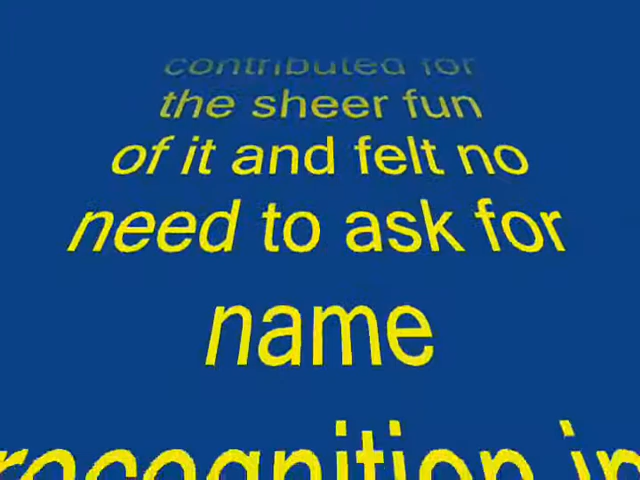 contributed for
the sheer fun
of it and felt no
need to ask for
name
recognition in